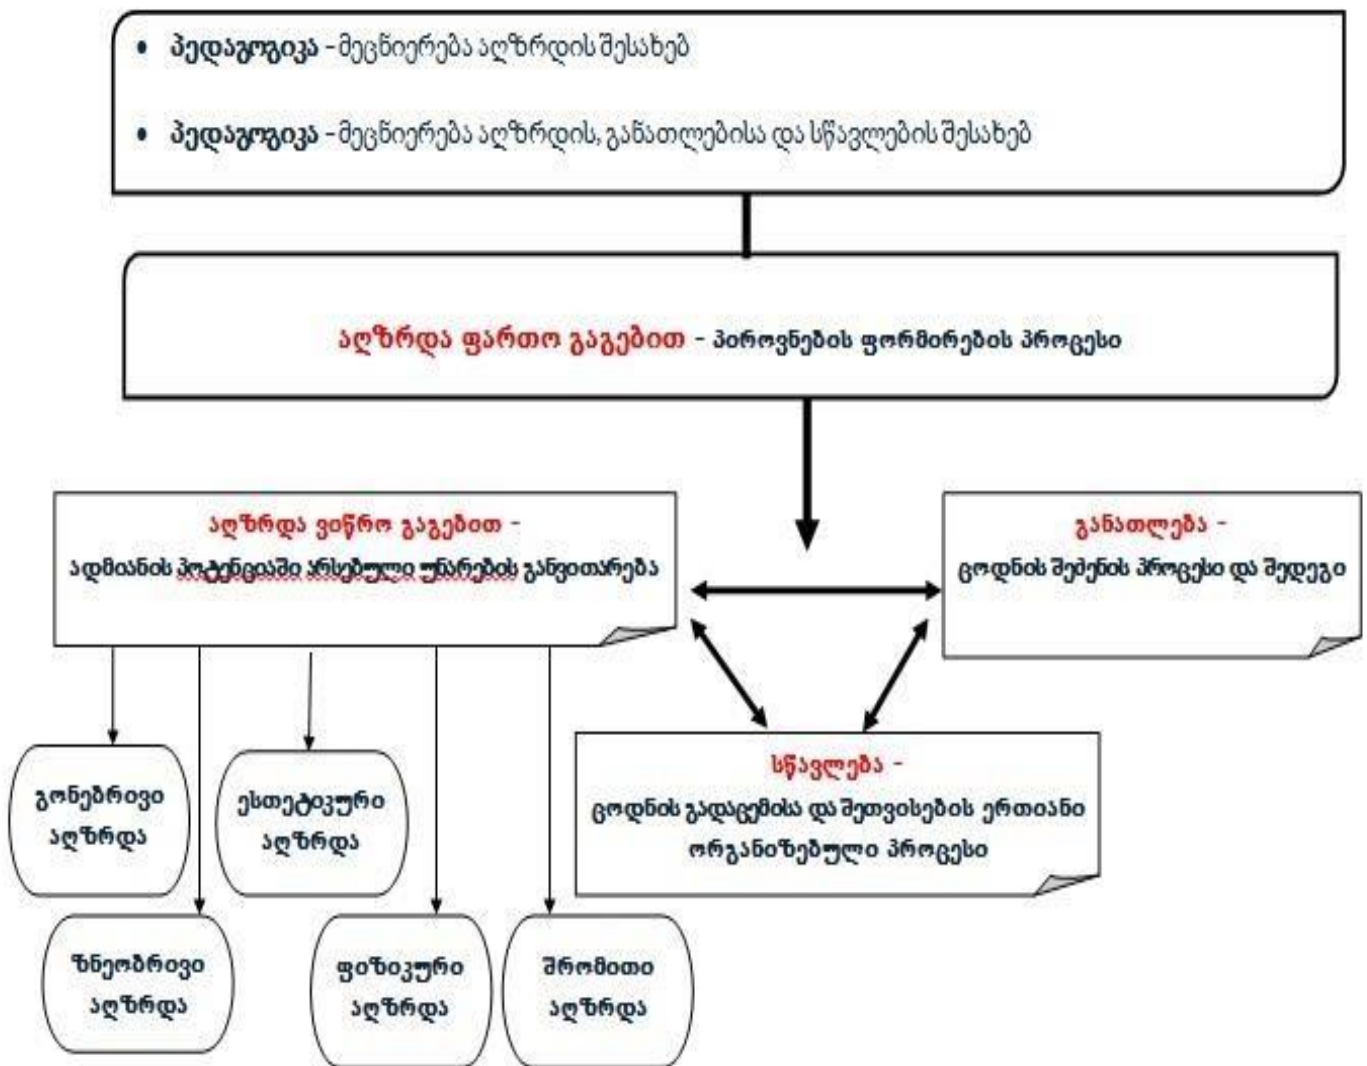 • პედაგოგიკა - მეცნიერება აღზრდის შესახებ
• პედაგოგიკა - მეცნიერება აღზრდის, განათლებისა და სწავლების შესახებ
აღზრდა ფართო გაგებით - პიროვნების ფორმირების პროცესი
აღზრდა ვიწრო გაგებით -
ადმიანის პოტენციაში არსებული უნარების განვითარება
განათლება -
ცოდნის შეძენის პროცესი და შედეგი
სწავლება -
ცოდნის გადაცემისა და შეთვისების ერთიანი
ორგანიზებული პროცესი
გონებრივი
აღზრდა
ესთეტიკური
აღზრდა
ზნეობრივი
აღზრდა
ფიზიკური
აღზრდა
შრომითი
აღზრდა